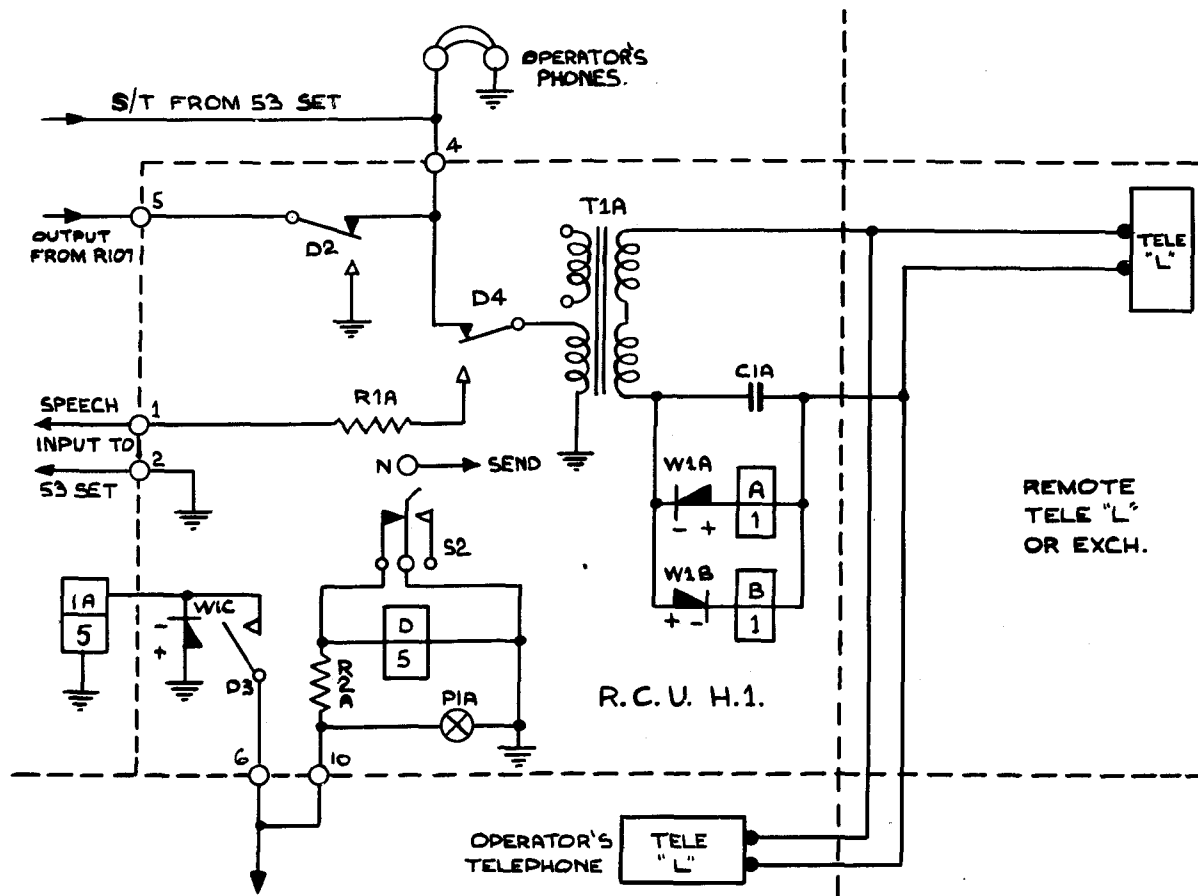 OPERATOR'S
PHONES.
S/T FROM 53 SET
4
5
OUTPUT
FROM R107
D2
T1A
TELE
"L"
D4
C1A
R1A
SPEECH
1
INPUT TO
2
53 SET
N
SEND
S2
W1A
A
1
- +
W1B
B
1
+ -
REMOTE
TELE "L"
OR EXCH.
1A
5
W1C
-
+
D3
R2A
D
5
P1A
R.C.U. H.1.
6
10
OPERATOR'S
TELEPHONE
TELE
"L"